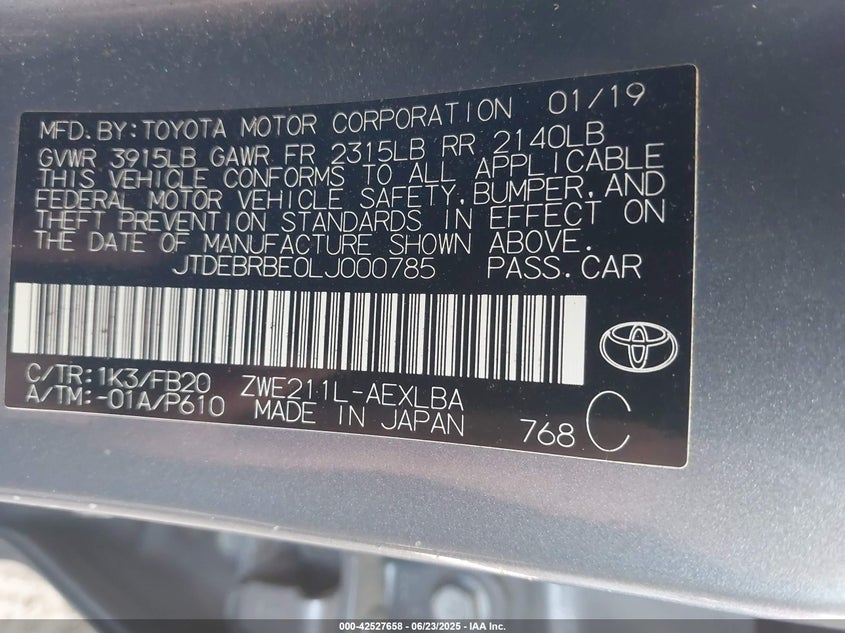 MFD. BY: TOYOTA MOTOR CORPORATION 01/19
GVWR 3915LB GAWR FR 2315LB RR 2140LB
THIS VEHICLE CONFORMS TO ALL APPLICABLE
FEDERAL MOTOR VEHICLE SAFETY, BUMPER, AND
THEFT PREVENTION STANDARDS IN EFFECT ON
THE DATE OF MANUFACTURE SHOWN ABOVE.
JTDEBRBE0LJ000785 PASS. CAR
C/TR: 1K3/FB20 ZWE211L-AEXLBA
A/TM: -01A/P610 MADE IN JAPAN 768 C
000-42527658 - 06/23/2025 - IAA Inc.